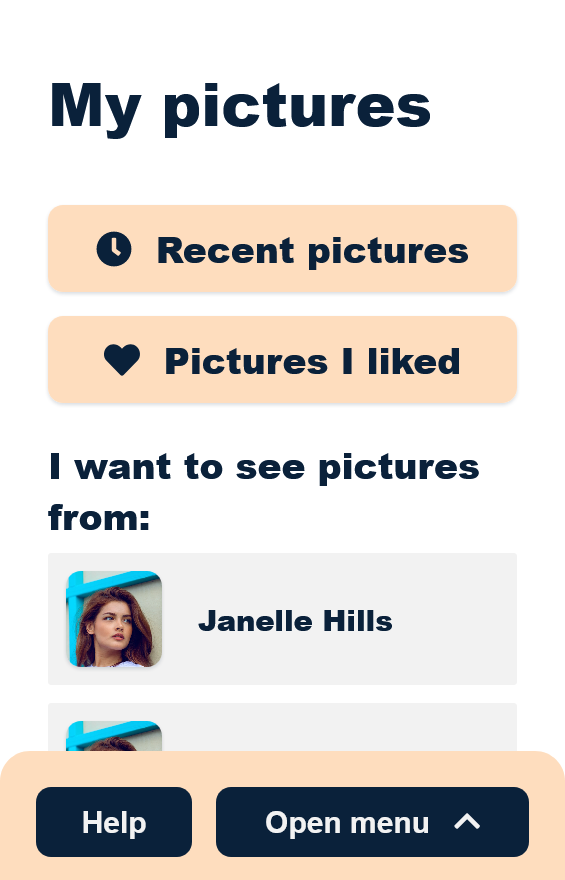 My pictures
Recent pictures
Pictures I liked
I want to see pictures
from:
Janelle Hills
Help
Open menu